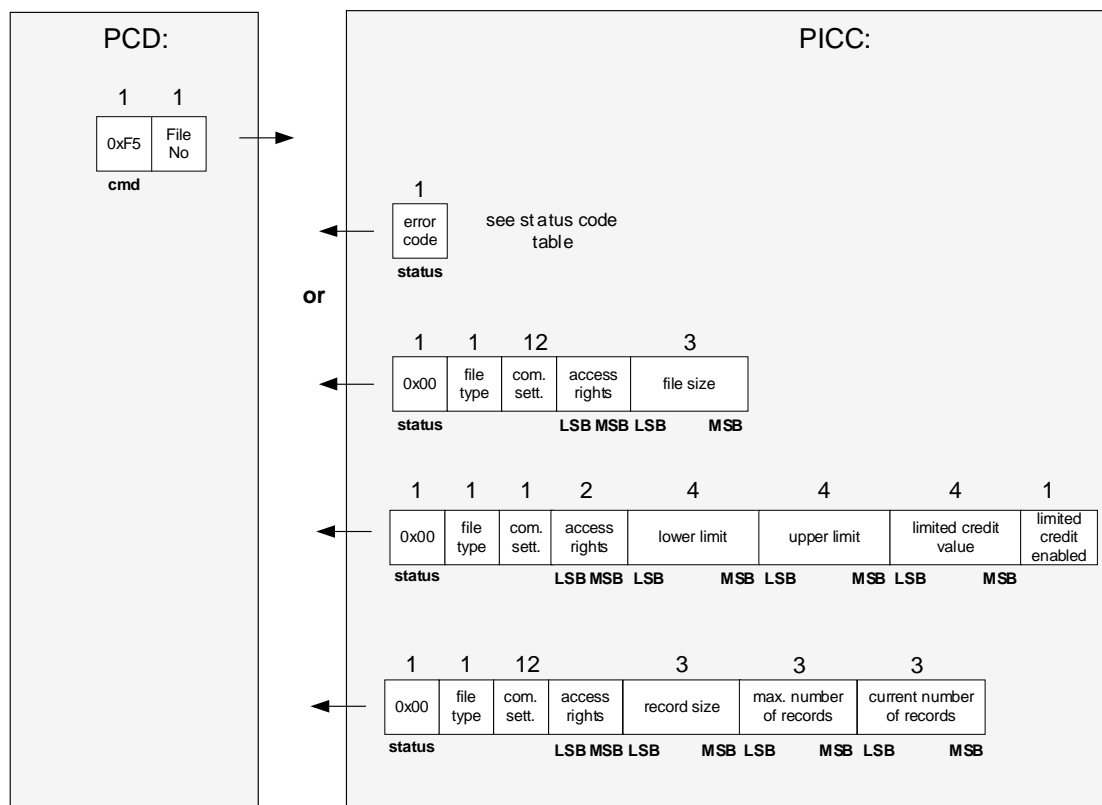 PCD:
PICC:
1 1
0xF5 File No
cmd
1
error code
see status code
table
status
or
1 1 12 3
0x00 file type com. sett. access rights file size
status LSB MSB LSB MSB
1 1 1 2 4 4 4 1
0x00 file type com. sett. access rights lower limit upper limit limited credit value limited credit enabled
status LSB MSB LSB MSB LSB MSB LSB MSB
1 1 12 3 3 3
0x00 file type com. sett. access rights record size max. number of records current number of records
status LSB MSB LSB MSB LSB MSB LSB MSB